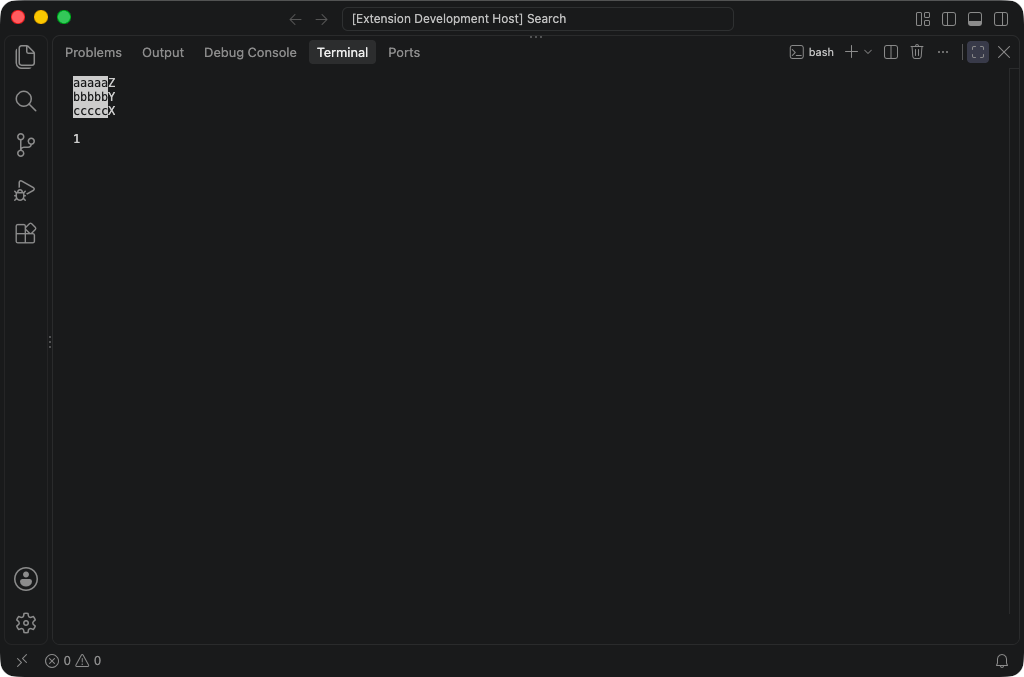 [Extension Development Host] Search
Problems Output Debug Console Terminal Ports bash
aaaaaZ
bbbbbY
cccccX
1
0 0